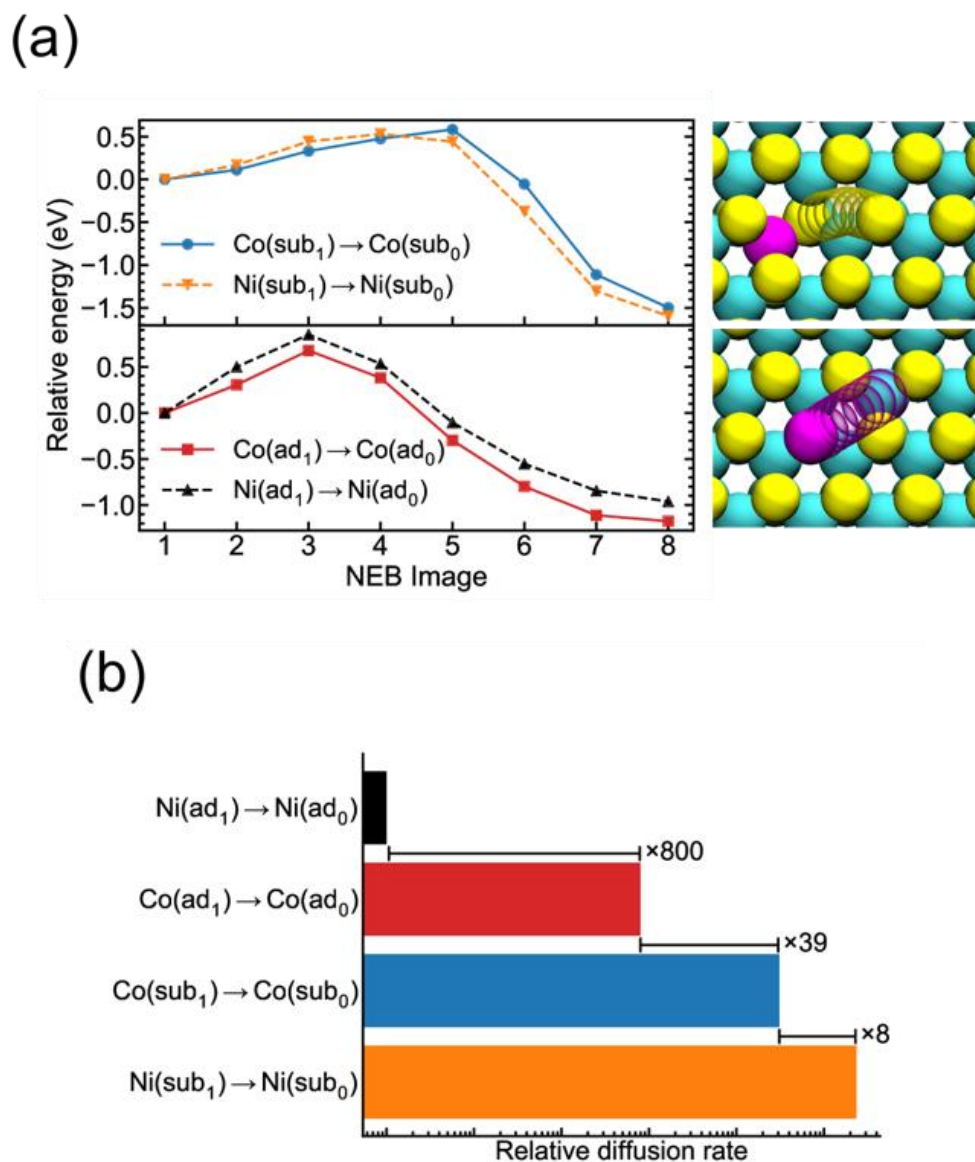 (a)
Relative energy (eV)
0.5
0.0
−0.5
−1.0
−1.5
Co(sub₁)→Co(sub₀)
Ni(sub₁)→Ni(sub₀)
0.5
0.0
−0.5
−1.0
Co(ad₁)→Co(ad₀)
Ni(ad₁)→Ni(ad₀)
1 2 3 4 5 6 7 8
NEB Image
(b)
Ni(ad₁)→Ni(ad₀)
×800
Co(ad₁)→Co(ad₀)
×39
Co(sub₁)→Co(sub₀)
×8
Ni(sub₁)→Ni(sub₀)
Relative diffusion rate